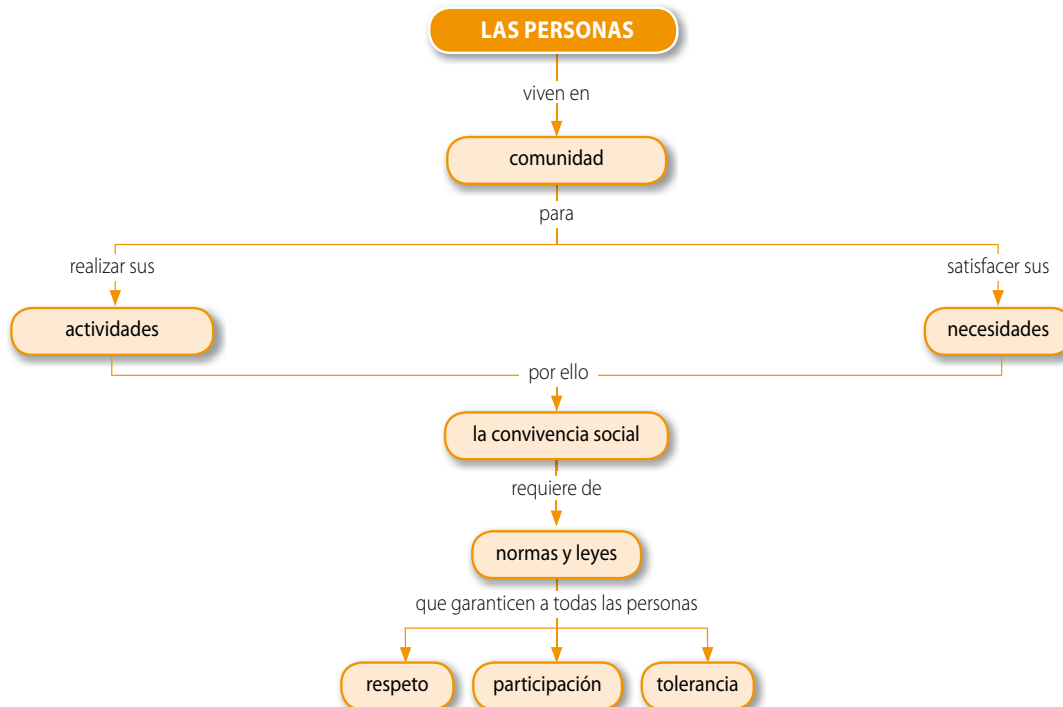 LAS PERSONAS
viven en
comunidad
para
realizar sus
satisfacer sus
actividades
necesidades
por ello
la convivencia social
requiere de
normas y leyes
que garanticen a todas las personas
respeto
participación
tolerancia